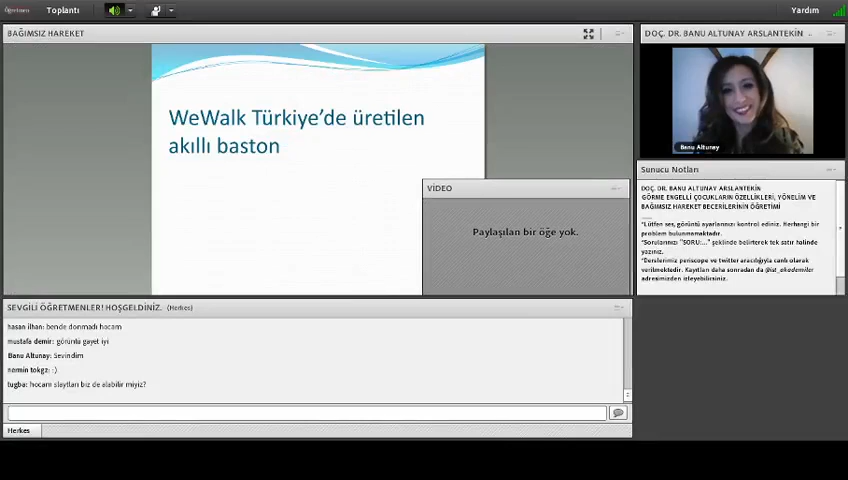 Öğretmen Toplantı Yardım
BAĞIMSIZ HAREKET
WeWalk Türkiye'de üretilen
akıllı baston
VİDEO
Paylaşılan bir öğe yok.
DOÇ. DR. BANU ALTUNAY ARSLANTEKİN ..
Banu Altunay
Sunucu Notları
DOÇ. DR. BANU ALTUNAY ARSLANTEKİN
GÖRME ENGELLİ ÇOCUKLARIN ÖZELLİKLERİ, YÖNELİM VE
BAĞIMSIZ HAREKET BECERİLERİNİN ÖĞRETİMİ
*Lütfen ses, görüntü ayarlarınızı kontrol ediniz. Herhangi bir
problem bulunmamaktadır.
*Sorularınızı "SORU:..." şeklinde belirterek tek satır halinde
yazınız.
*Derslerimiz periscope ve twitter aracılığıyla canlı olarak
verilmektedir. Kayıtları daha sonradan da @ist_akademiler
adresimizden izleyebilirsiniz.
SEVGİLİ ÖĞRETMENLER! HOŞGELDİNİZ. (Herkes)
hasan ilhan: bende donmadı hocam
mustafa demir: görüntü gayet iyi
Banu Altunay: Sevindim
nermin tokgz: :)
tugba: hocam slaytları biz de alabilir miyiz?
Herkes